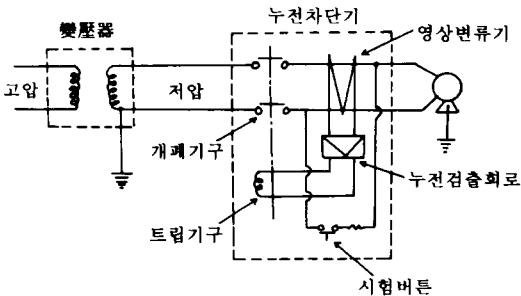 누전차단기
變壓器
영상변류기
고압
저압
개폐기구
누전검출회로
트립기구
시험버튼